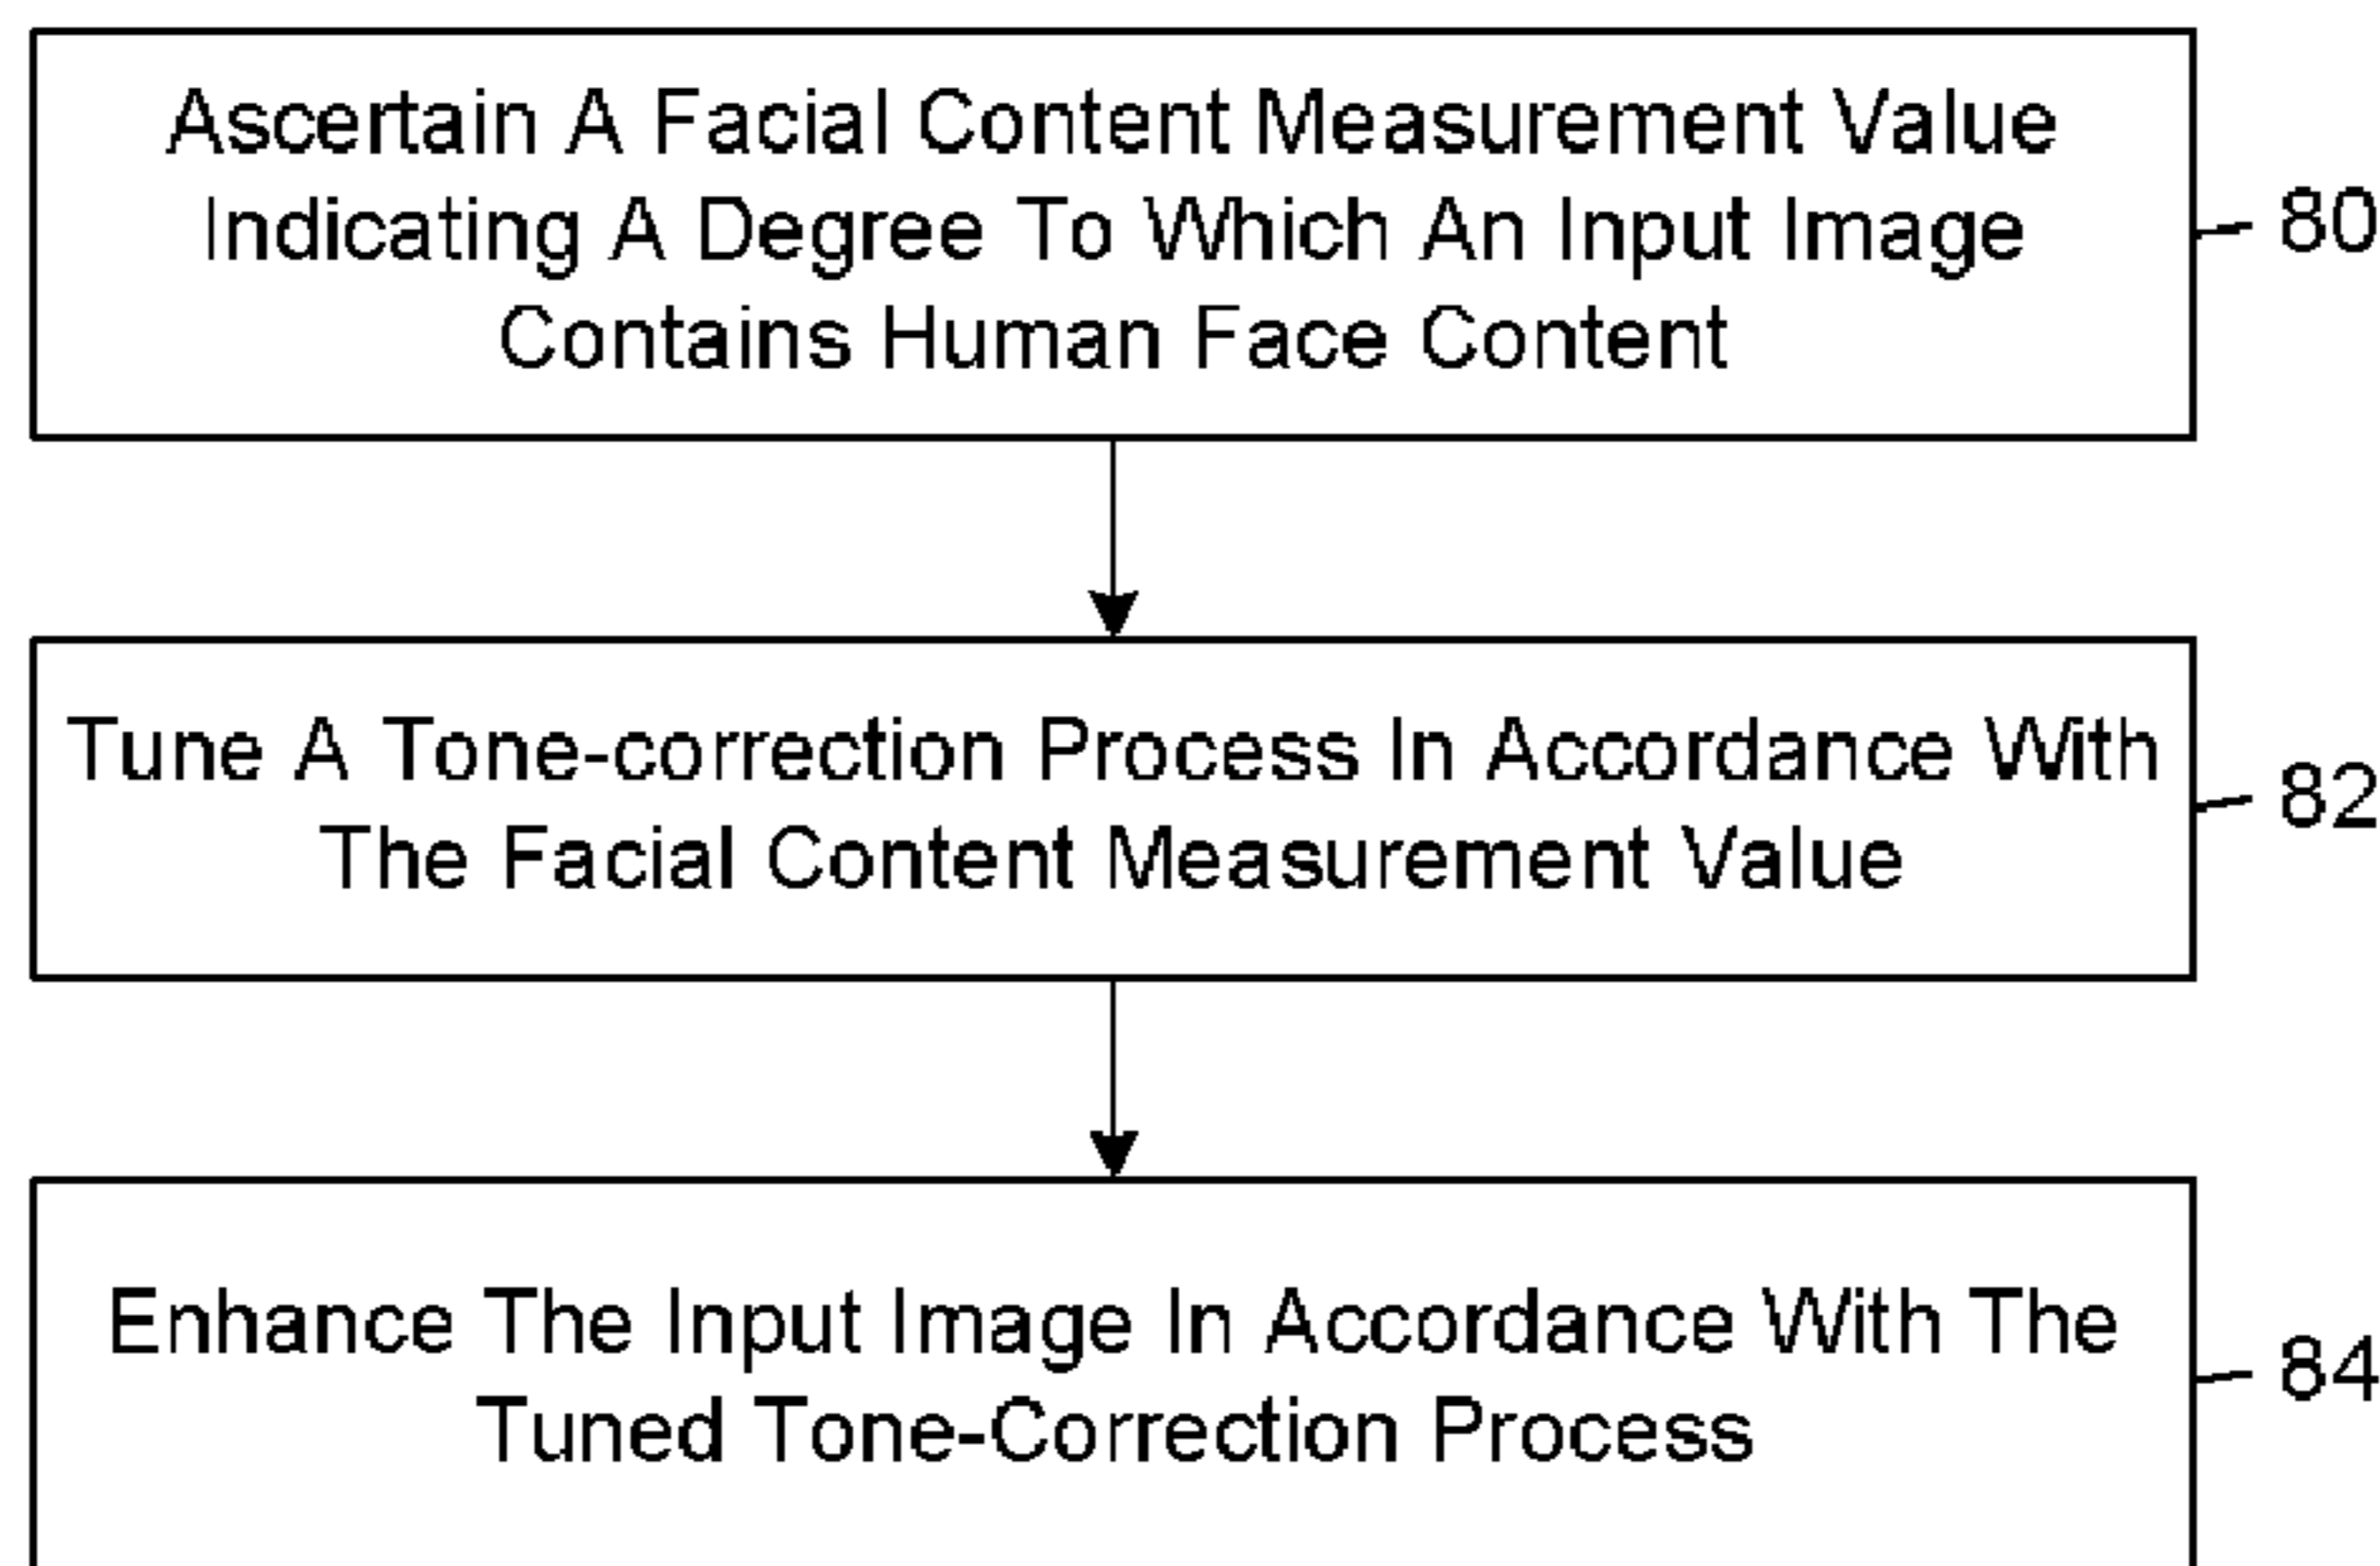 Ascertain A Facial Content Measurement Value
Indicating A Degree To Which An Input Image
Contains Human Face Content
80
Tune A Tone-correction Process In Accordance With
The Facial Content Measurement Value
82
Enhance The Input Image In Accordance With The
Tuned Tone-Correction Process
84